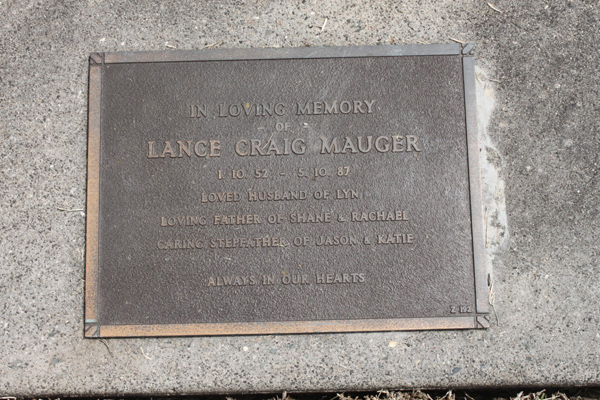 IN LOVING MEMORY
OF
LANCE CRAIG MAUGER
1. 10. 52 - 5. 10. 87
LOVED HUSBAND OF LYN
LOVING FATHER OF SHANE & RACHAEL
CARING STEPFATHER OF JASON & KATIE
ALWAYS IN OUR HEARTS